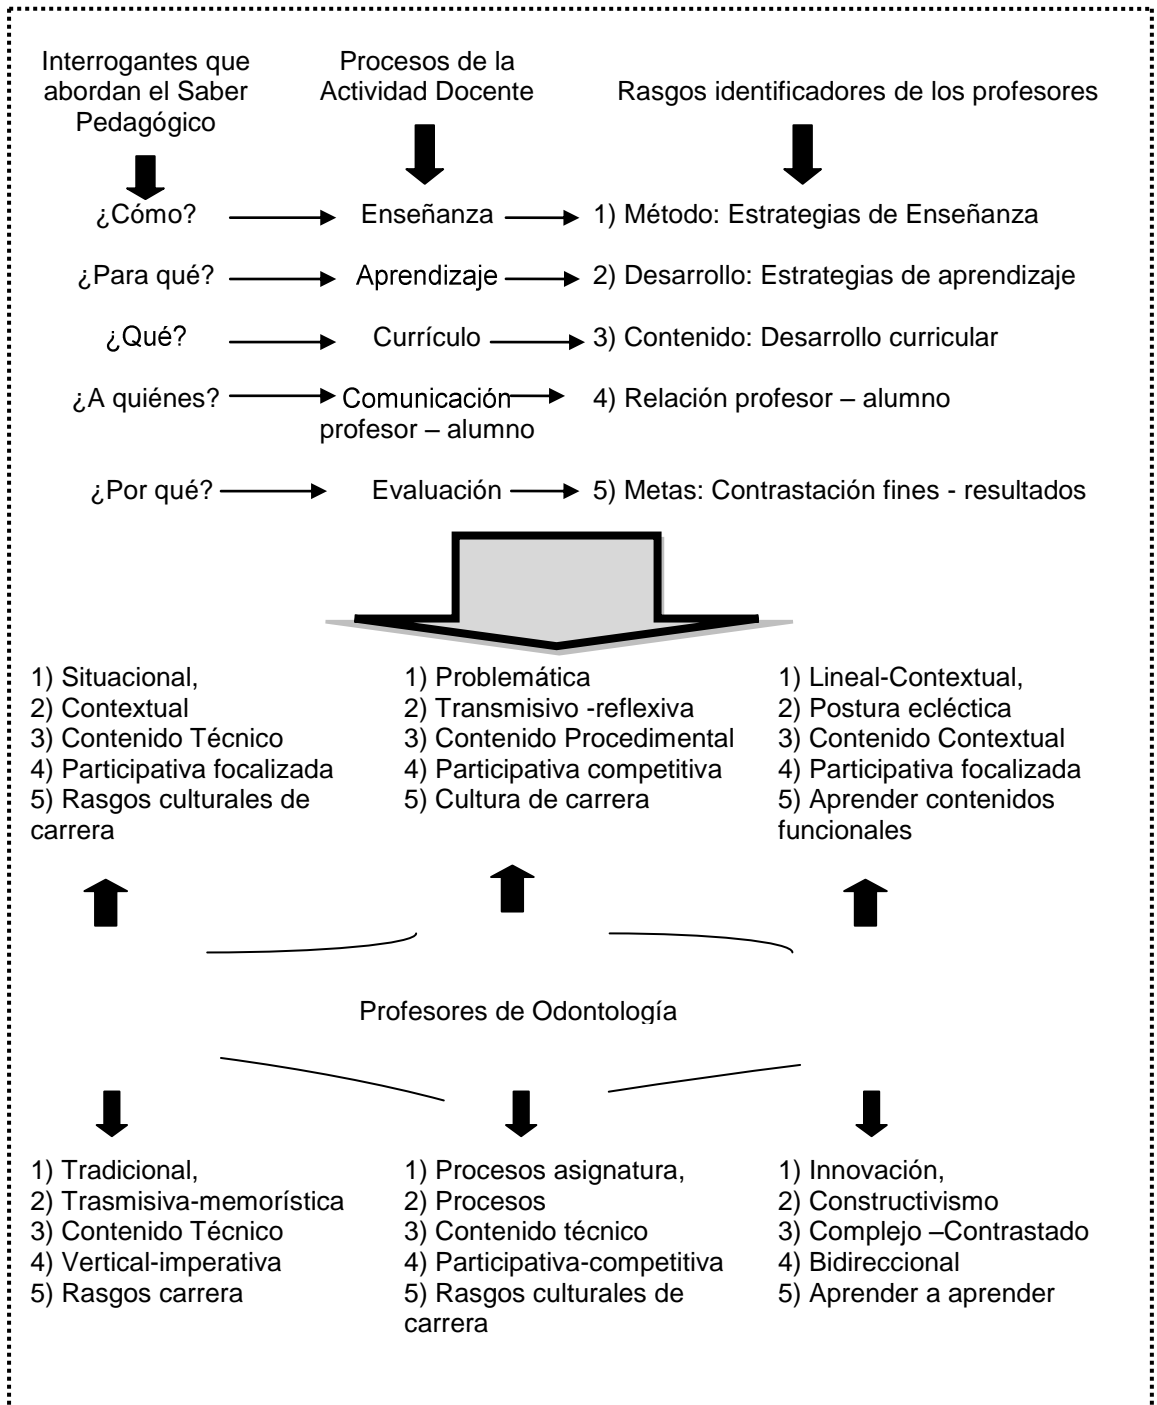 Interrogantes que
abordan el Saber
Pedagógico
Procesos de la
Actividad Docente
Rasgos identificadores de los profesores
¿Cómo?
Enseñanza
1) Método: Estrategias de Enseñanza
¿Para qué?
Aprendizaje
2) Desarrollo: Estrategias de aprendizaje
¿Qué?
Currículo
3) Contenido: Desarrollo curricular
¿A quiénes?
Comunicación
profesor – alumno
4) Relación profesor – alumno
¿Por qué?
Evaluación
5) Metas: Contrastación fines - resultados
1) Situacional,
2) Contextual
3) Contenido Técnico
4) Participativa focalizada
5) Rasgos culturales de
carrera
1) Problemática
2) Transmisivo -reflexiva
3) Contenido Procedimental
4) Participativa competitiva
5) Cultura de carrera
1) Lineal-Contextual,
2) Postura ecléctica
3) Contenido Contextual
4) Participativa focalizada
5) Aprender contenidos
funcionales
Profesores de Odontología
1) Tradicional,
2) Trasmisiva-memorística
3) Contenido Técnico
4) Vertical-imperativa
5) Rasgos carrera
1) Procesos asignatura,
2) Procesos
3) Contenido técnico
4) Participativa-competitiva
5) Rasgos culturales de
carrera
1) Innovación,
2) Constructivismo
3) Complejo –Contrastado
4) Bidireccional
5) Aprender a aprender